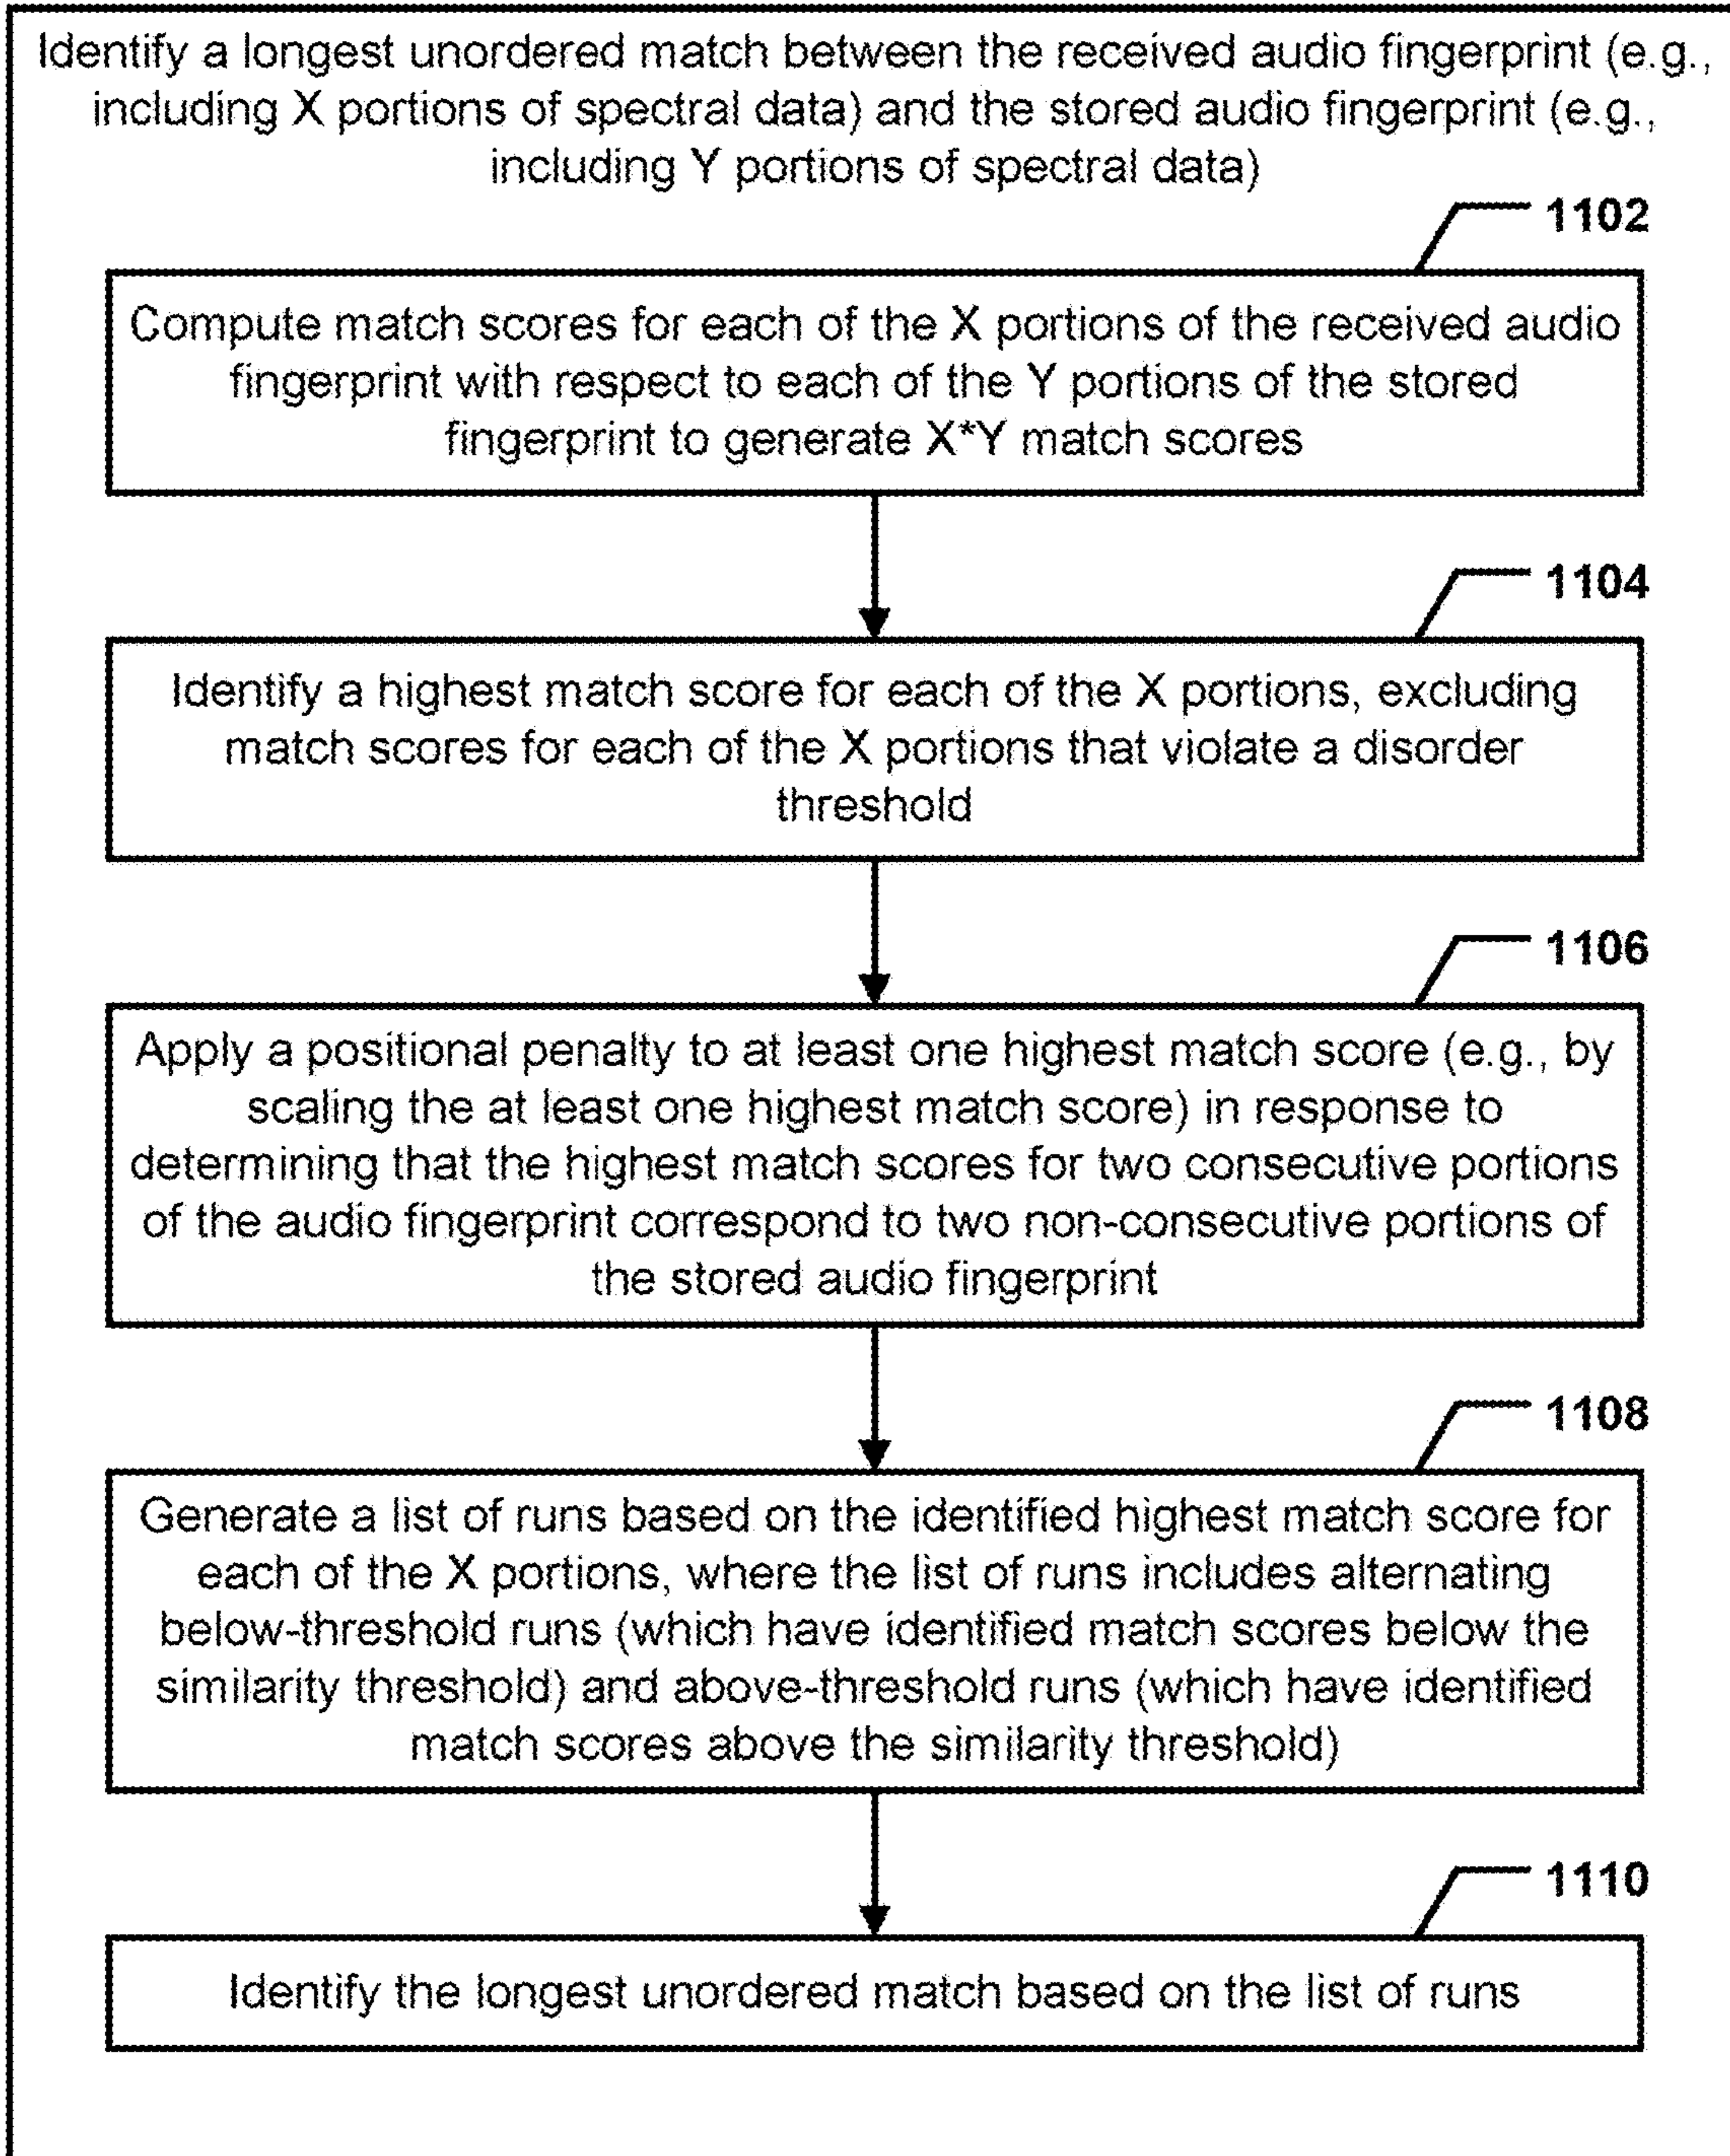 Identify a longest unordered match between the received audio fingerprint (e.g.,
including X portions of spectral data) and the stored audio fingerprint (e.g.,
including Y portions of spectral data)
1102
Compute match scores for each of the X portions of the received audio
fingerprint with respect to each of the Y portions of the stored
fingerprint to generate X*Y match scores
1104
Identify a highest match score for each of the X portions, excluding
match scores for each of the X portions that violate a disorder
threshold
1106
Apply a positional penalty to at least one highest match score (e.g., by
scaling the at least one highest match score) in response to
determining that the highest match scores for two consecutive portions
of the audio fingerprint correspond to two non-consecutive portions of
the stored audio fingerprint
1108
Generate a list of runs based on the identified highest match score for
each of the X portions, where the list of runs includes alternating
below-threshold runs (which have identified match scores below the
similarity threshold) and above-threshold runs (which have identified
match scores above the similarity threshold)
1110
Identify the longest unordered match based on the list of runs